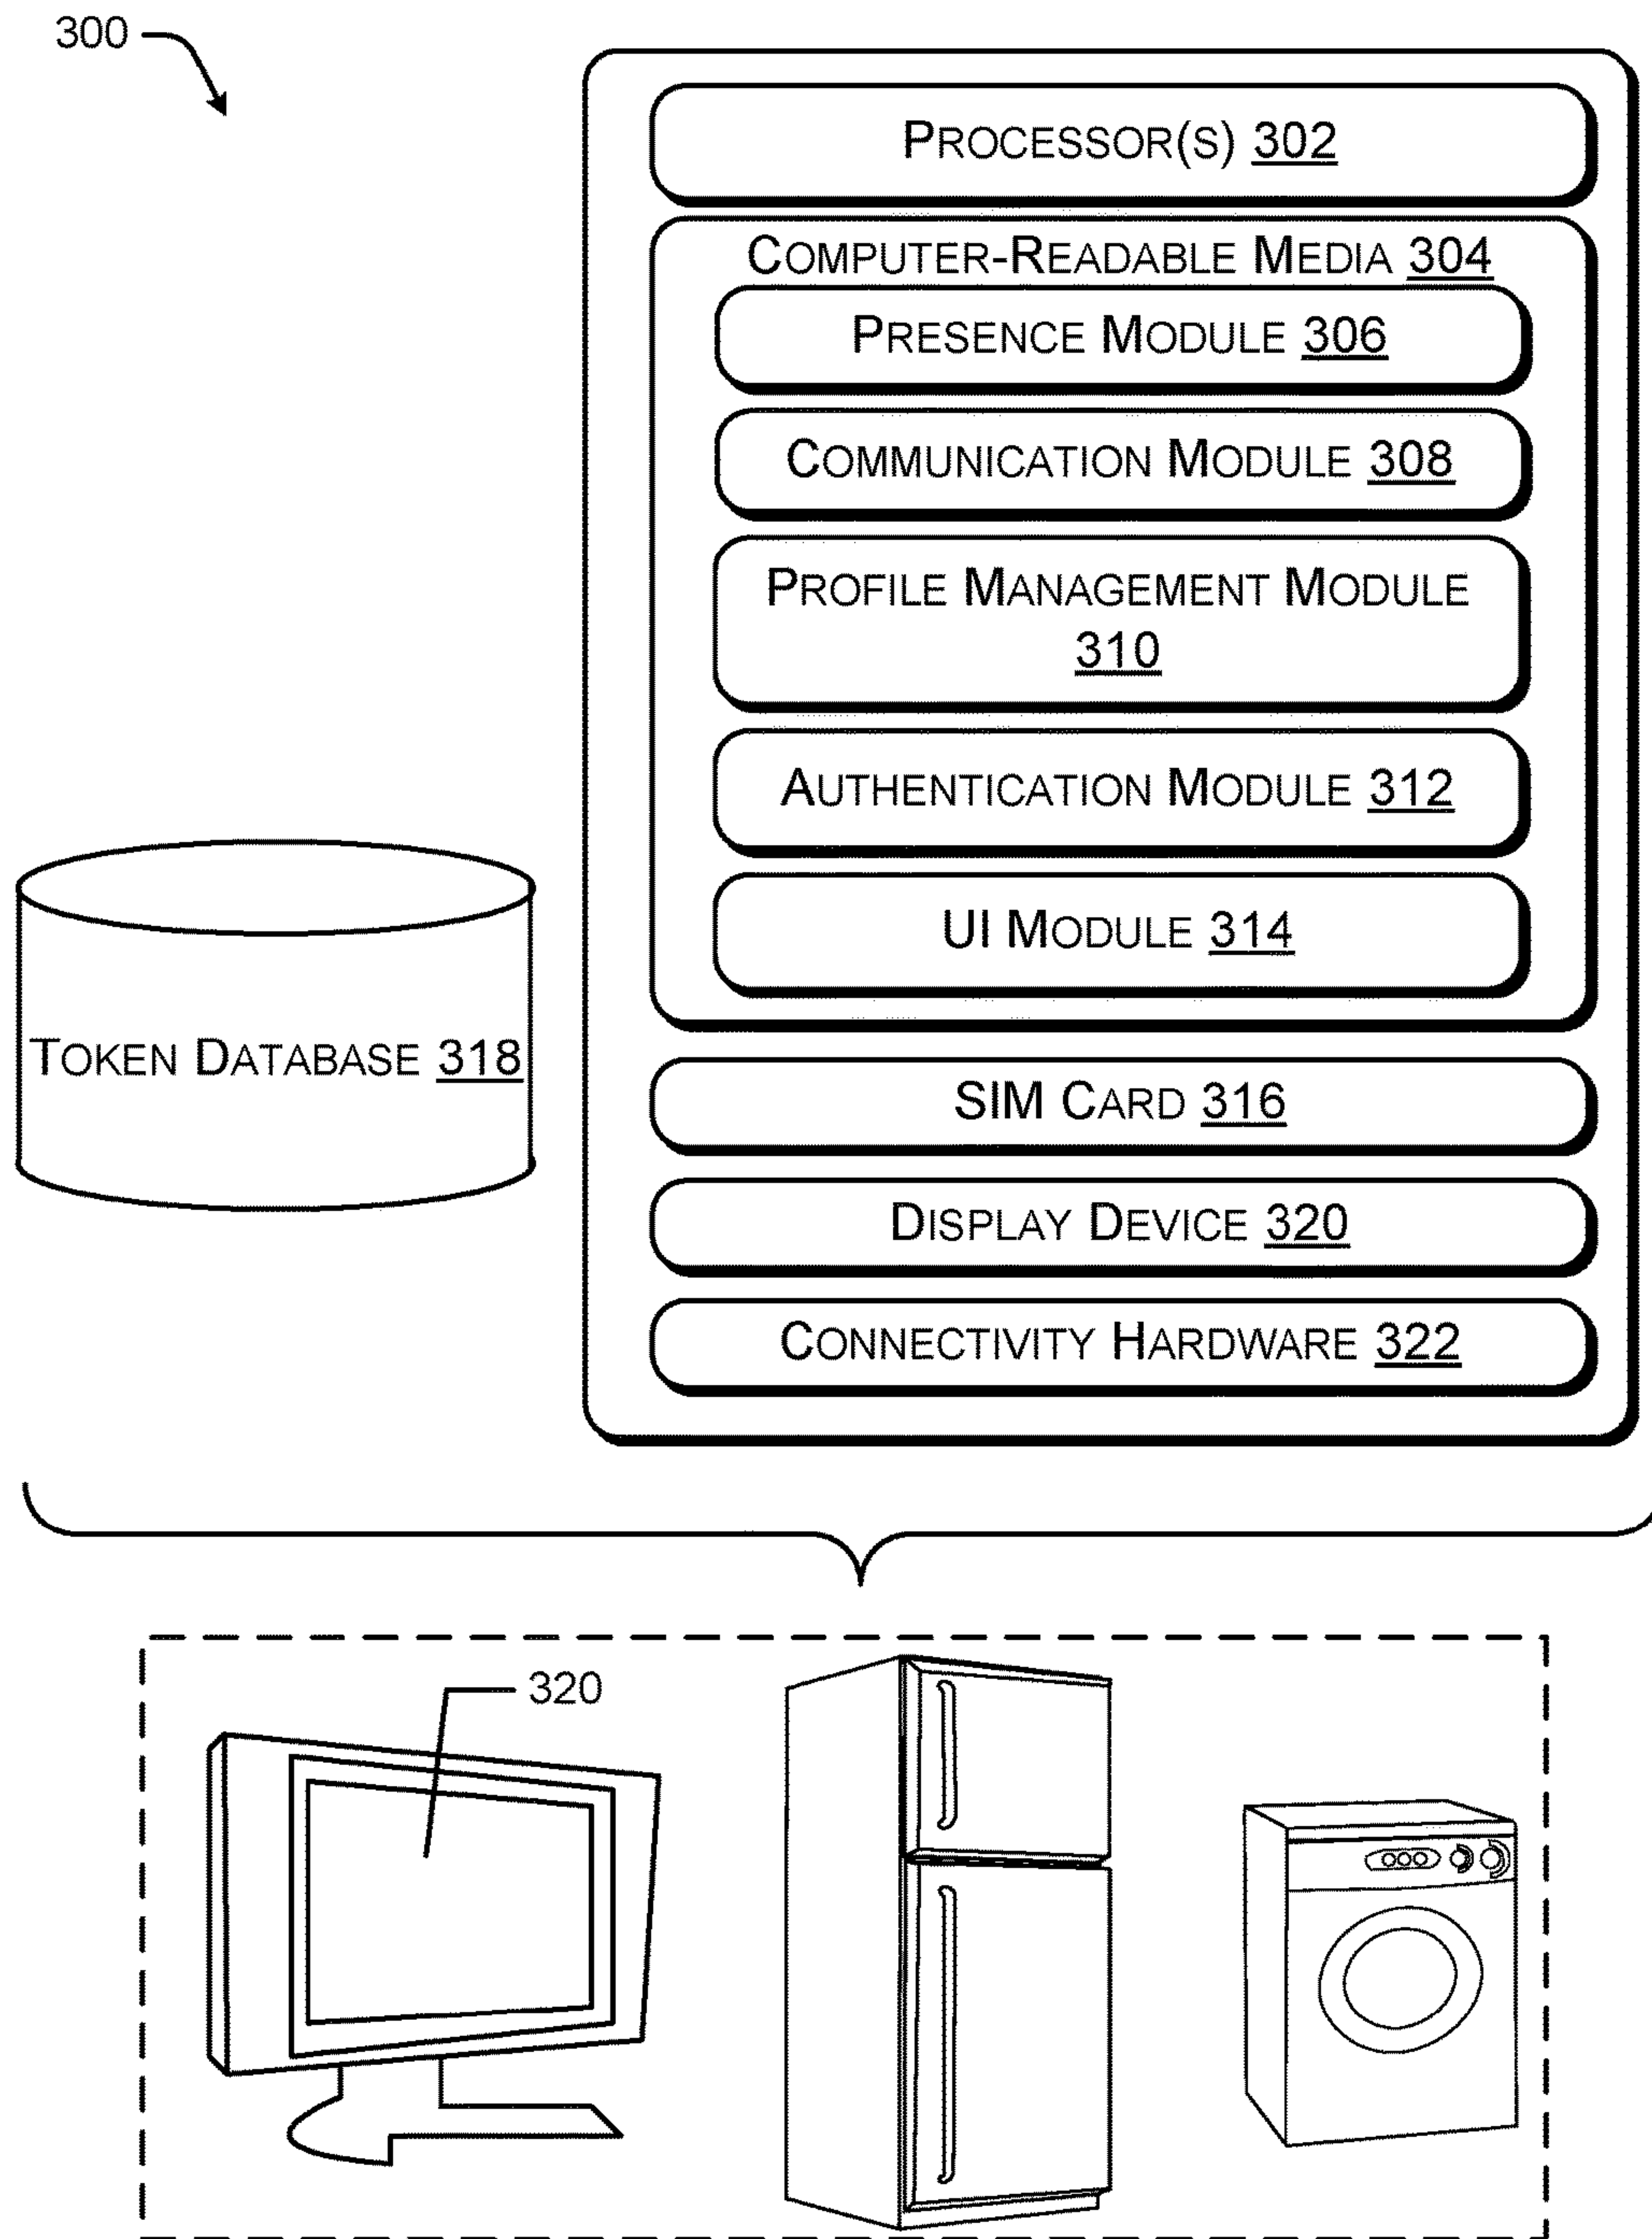 300
PROCESSOR(S) 302
COMPUTER-READABLE MEDIA 304
PRESENCE MODULE 306
COMMUNICATION MODULE 308
PROFILE MANAGEMENT MODULE
310
AUTHENTICATION MODULE 312
UI MODULE 314
TOKEN DATABASE 318
SIM CARD 316
DISPLAY DEVICE 320
CONNECTIVITY HARDWARE 322
320